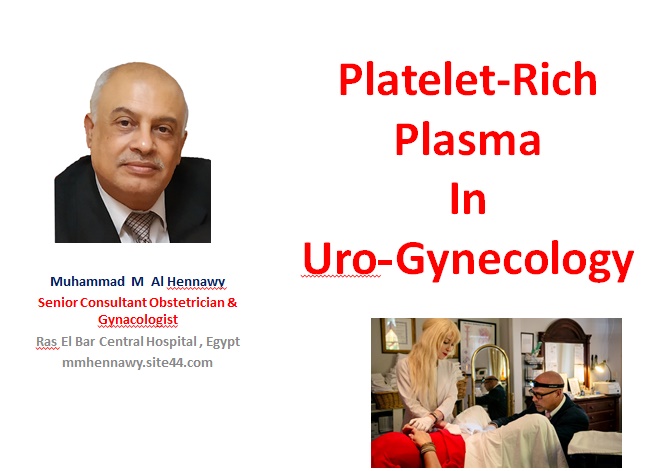 Platelet-Rich
Plasma
In
Uro-Gynecology
Muhammad M Al Hennawy
Senior Consultant Obstetrician &
Gynacologist
Ras El Bar Central Hospital , Egypt
mmhennawy.site44.com